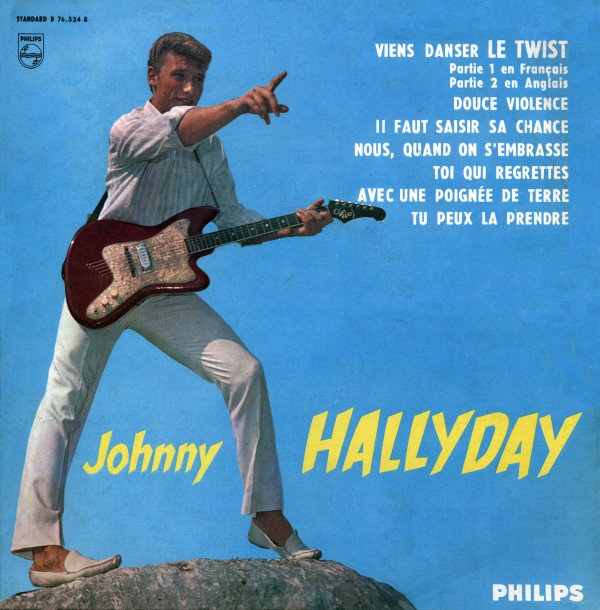 STANDARD B 76.534 R
PHILIPS
VIENS DANSER LE TWIST
Partie 1 en Français
Partie 2 en Anglais
DOUCE VIOLENCE
Il FAUT SAISIR SA CHANCE
NOUS, QUAND ON S'EMBRASSE
TOI QUI REGRETTES
AVEC UNE POIGNÉE DE TERRE
TU PEUX LA PRENDRE
Johnny HALLYDAY
PHILIPS